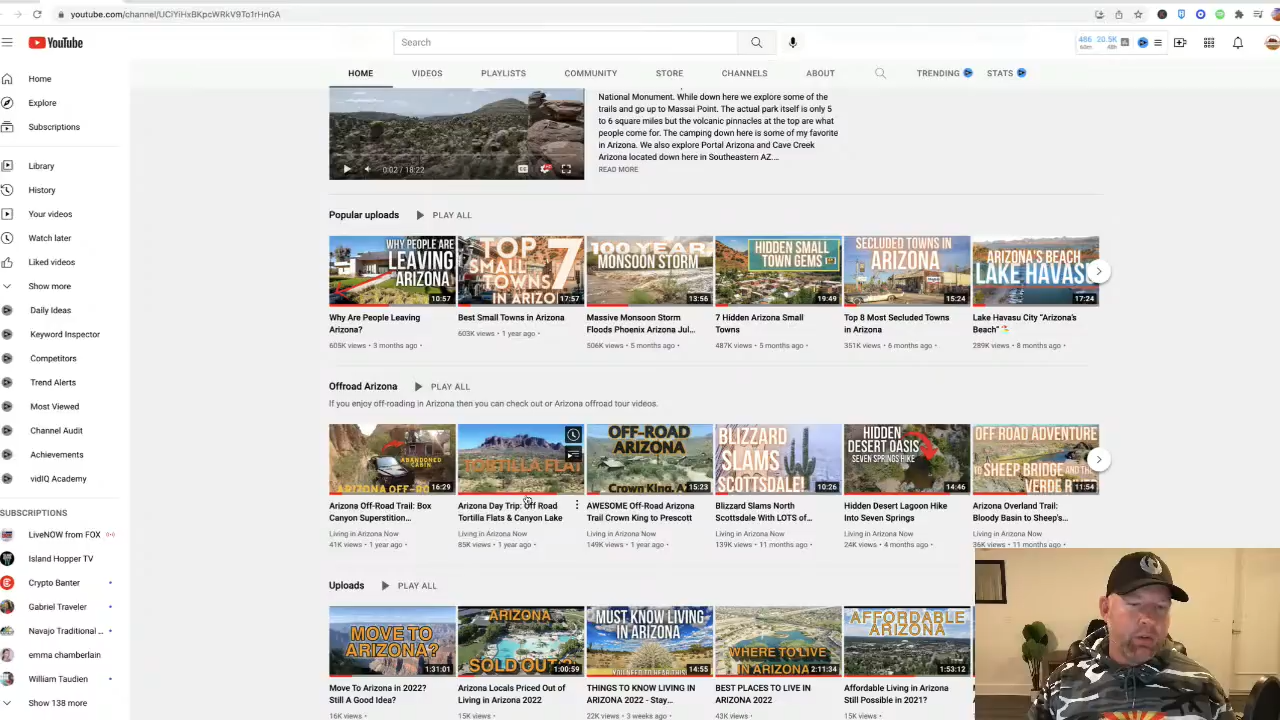 youtube.com/channel/UCiYiHxBKpcWRkV9To1rHnGA
YouTube
Search
466 20.5K
60m 48h
HOME
VIDEOS
PLAYLISTS
COMMUNITY
STORE
CHANNELS
ABOUT
TRENDING
STATS
Home
Explore
Subscriptions
Library
History
Your videos
Watch later
Liked videos
Show more
Daily Ideas
Keyword Inspector
Competitors
Trend Alerts
Most Viewed
Channel Audit
Achievements
vidIQ Academy
SUBSCRIPTIONS
LiveNOW from FOX
Island Hopper TV
Crypto Banter
Gabriel Traveler
Navajo Traditional ...
emma chamberlain
William Taudien
Show 138 more
0:02 / 18:22
National Monument. While down here we explore some of the
trails and go up to Massai Point. The actual park itself is only 5
to 6 square miles but the volcanic pinnacles at the top are what
people come for. The camping down here is some of my favorite
in Arizona. We also explore Portal Arizona and Cave Creek
Arizona located down here in Southeastern AZ....
READ MORE
Popular uploads
PLAY ALL
WHY PEOPLE ARE
LEAVING
ARIZONA
10:57
Why Are People Leaving
Arizona?
605K views • 3 months ago •
TOP 7
SMALL
TOWNS
IN ARIZO
17:57
Best Small Towns in Arizona
603K views • 1 year ago •
100 YEAR
MONSOON STORM
13:56
Massive Monsoon Storm
Floods Phoenix Arizona Jul...
506K views • 5 months ago •
HIDDEN SMALL
TOWN GEMS
19:49
7 Hidden Arizona Small
Towns
487K views • 5 months ago •
SECLUDED TOWNS IN
ARIZONA
15:24
Top 8 Most Secluded Towns
in Arizona
351K views • 6 months ago •
ARIZONA'S BEACH
LAKE HAVASU
17:24
Lake Havasu City "Arizona's
Beach"
289K views • 8 months ago •
Offroad Arizona
PLAY ALL
If you enjoy off-roading in Arizona then you can check out or Arizona offroad tour videos.
ABANDONED
CABIN
ARIZONA OFF-RO
16:29
Arizona Off-Road Trail: Box
Canyon Superstition...
Living in Arizona Now
41K views • 1 year ago •
TORTILLA FLAT
Arizona Day Trip: Off Road
Tortilla Flats & Canyon Lake
Living in Arizona Now
85K views • 1 year ago •
OFF-ROAD
ARIZONA
Crown King, A
15:23
AWESOME Off-Road Arizona
Trail Crown King to Prescott
Living in Arizona Now
149K views • 1 year ago •
BLIZZARD
SLAMS
SCOTTSDALE!
10:26
Blizzard Slams North
Scottsdale With LOTS of...
Living in Arizona Now
139K views • 11 months ago •
HIDDEN
DESERT OASIS
SEVEN SPRINGS HIKE
14:46
Hidden Desert Lagoon Hike
Into Seven Springs
Living in Arizona Now
24K views • 4 months ago •
OFF ROAD ADVENTURE
TO SHEEP BRIDGE AND THE
VERDE RI
11:54
Arizona Overland Trail:
Bloody Basin to Sheep's...
Living in Arizona Now
36K views • 11 months ago •
Uploads
PLAY ALL
MOVE TO
ARIZONA?
1:31:01
Move To Arizona in 2022?
Still A Good Idea?
16K views •
ARIZONA
SOLD OUT
1:00:59
Arizona Locals Priced Out of
Living in Arizona 2022
15K views •
MUST KNOW LIVING
IN ARIZONA
14:55
THINGS TO KNOW LIVING IN
ARIZONA 2022 - Stay...
22K views • 3 weeks ago •
WHERE TO LIVE
IN ARIZONA
2:11:34
BEST PLACES TO LIVE IN
ARIZONA 2022
43K views •
AFFORDABLE
ARIZONA
1:53:12
Affordable Living in Arizona
Still Possible in 2021?
15K views •